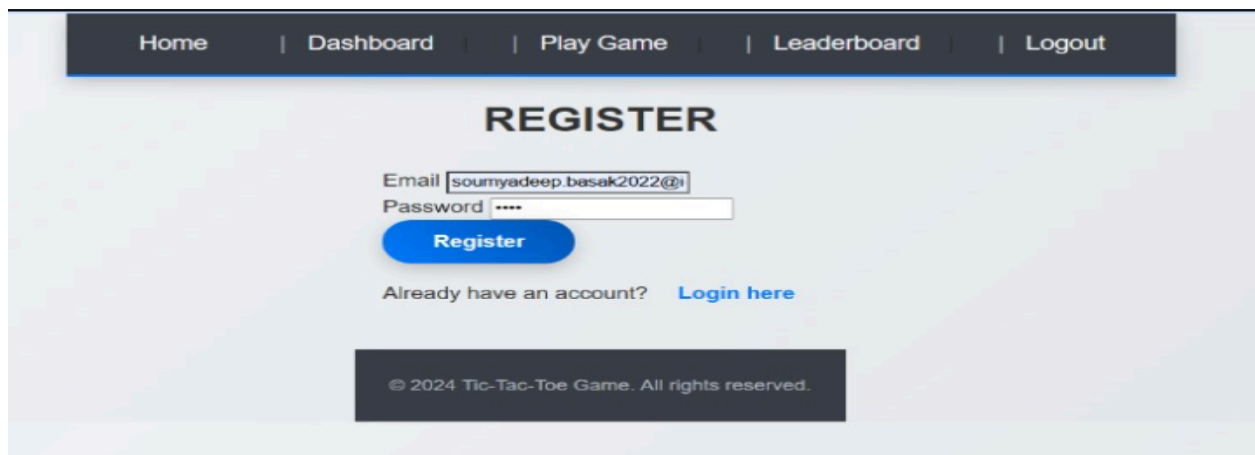 Home | Dashboard | Play Game | Leaderboard | Logout
REGISTER
Email soumyadeep.basak2022@i
Password ••••
Register
Already have an account? Login here
© 2024 Tic-Tac-Toe Game. All rights reserved.